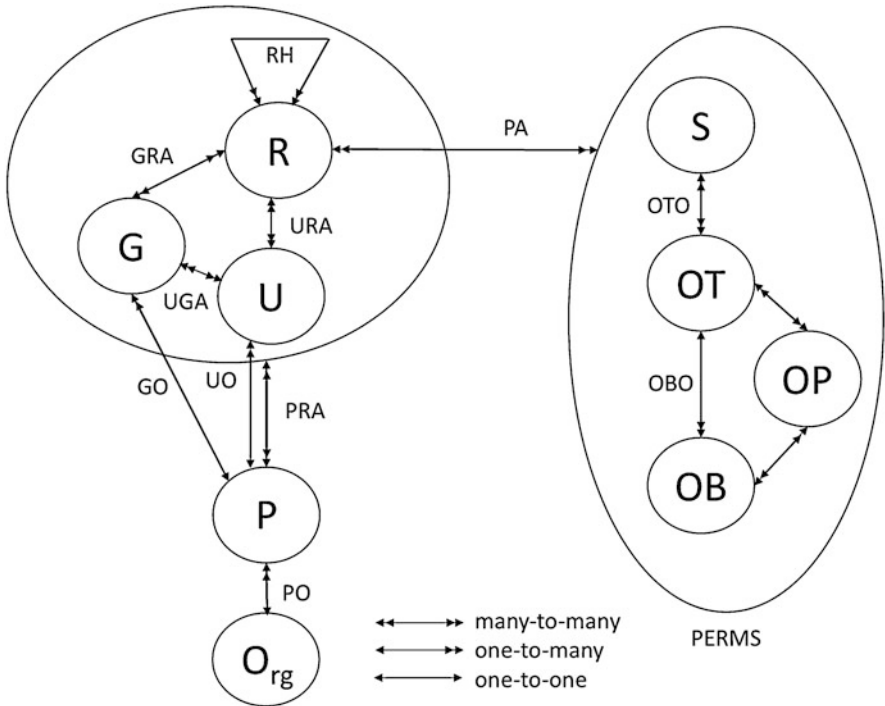 RH
S
PA
GRA
R
OTO
URA
G
OT
UGA
U
OP
UO
GO
PRA
OBO
OB
P
PO
many-to-many
PERMS
Org
one-to-many
one-to-one